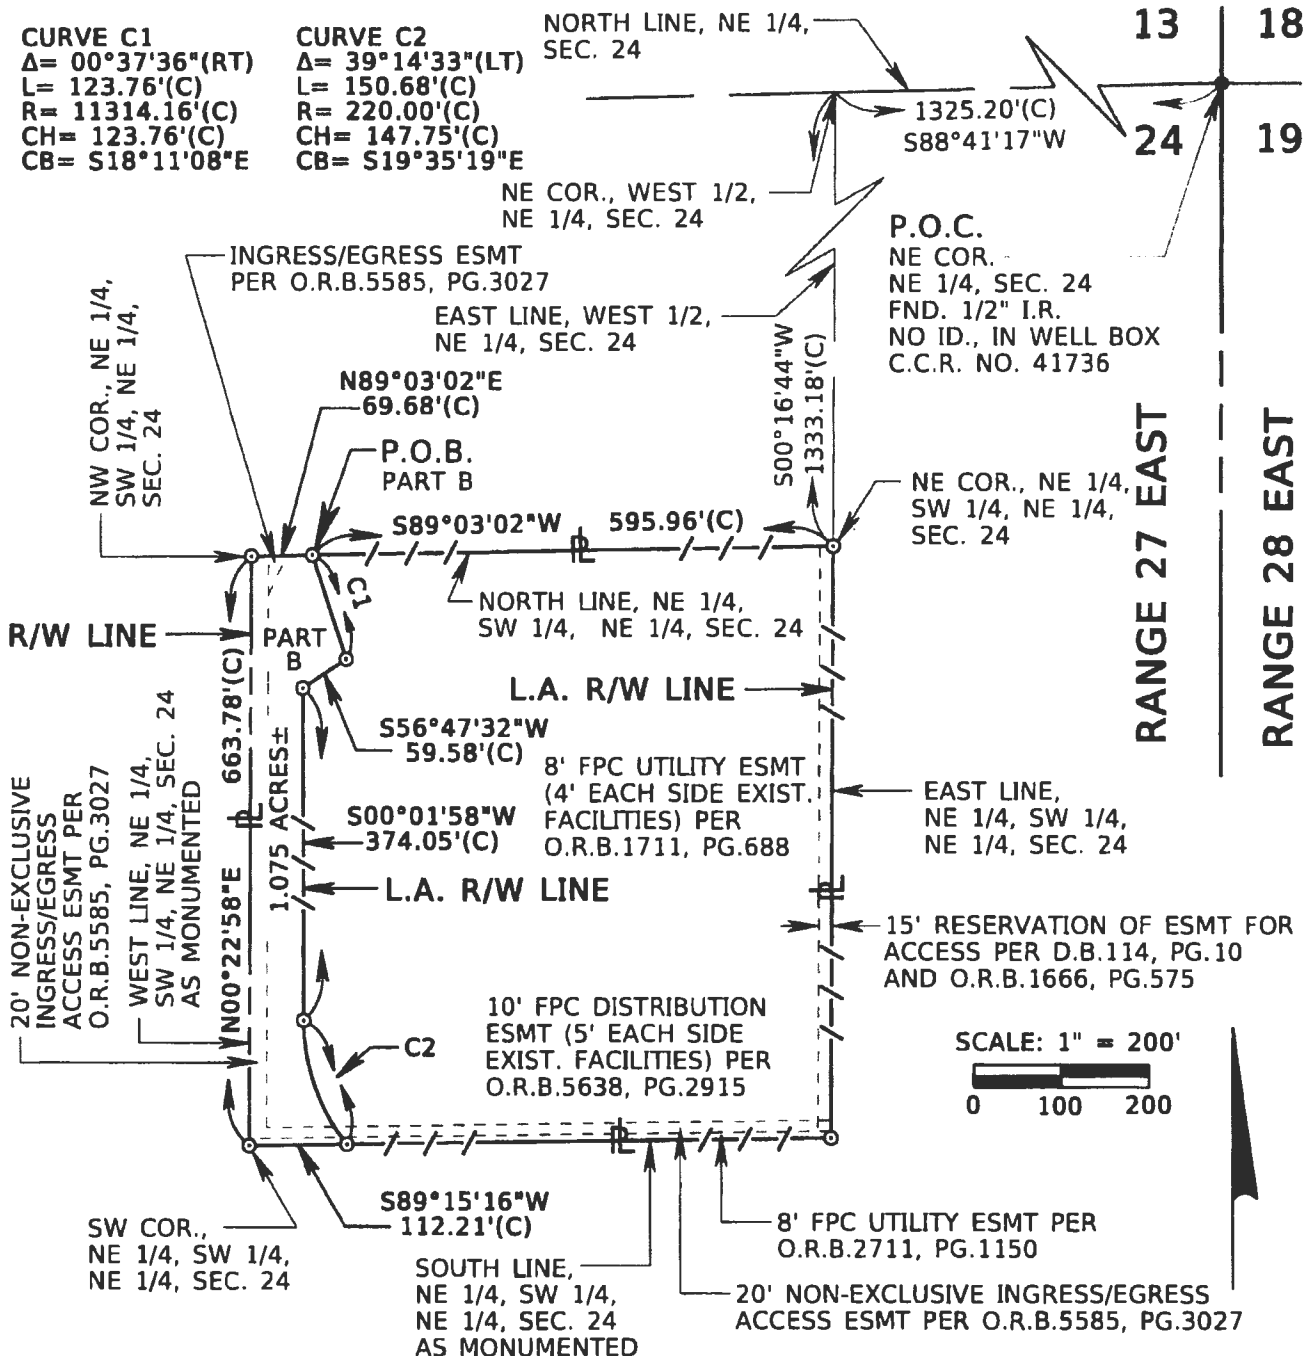 CURVE C1
Δ= 00°37'36"(RT)
L= 123.76'(C)
R= 11314.16'(C)
CH= 123.76'(C)
CB= S18°11'08"E
CURVE C2
Δ= 39°14'33"(LT)
L= 150.68'(C)
R= 220.00'(C)
CH= 147.75'(C)
CB= S19°35'19"E
NORTH LINE, NE 1/4,
SEC. 24
13
18
24
19
1325.20'(C)
S88°41'17"W
NE COR., WEST 1/2,
NE 1/4, SEC. 24
P.O.C.
NE COR.
NE 1/4, SEC. 24
FND. 1/2" I.R.
NO ID., IN WELL BOX
C.C.R. NO. 41736
INGRESS/EGRESS ESMT
PER O.R.B.5585, PG.3027
EAST LINE, WEST 1/2,
NE 1/4, SEC. 24
NW COR., NE 1/4,
SW 1/4, NE 1/4,
SEC. 24
N89°03'02"E
69.68'(C)
P.O.B.
PART B
S00°16'44"W
1333.18'(C)
RANGE 27 EAST
RANGE 28 EAST
NE COR., NE 1/4,
SW 1/4, NE 1/4,
SEC. 24
S89°03'02"W
595.96'(C)
PL
C1
NORTH LINE, NE 1/4,
SW 1/4, NE 1/4, SEC. 24
R/W LINE
PART
B
L.A. R/W LINE
S56°47'32"W
59.58'(C)
663.78'(C)
N00°22'58"E
PL
1.075 ACRES±
8' FPC UTILITY ESMT
(4' EACH SIDE EXIST.
FACILITIES) PER
O.R.B.1711, PG.688
S00°01'58"W
374.05'(C)
L.A. R/W LINE
EAST LINE,
NE 1/4, SW 1/4,
NE 1/4, SEC. 24
PL
20' NON-EXCLUSIVE
INGRESS/EGRESS
ACCESS ESMT PER
O.R.B.5585, PG.3027
WEST LINE, NE 1/4,
SW 1/4, NE 1/4, SEC. 24
AS MONUMENTED
15' RESERVATION OF ESMT FOR
ACCESS PER D.B.114, PG.10
AND O.R.B.1666, PG.575
10' FPC DISTRIBUTION
ESMT (5' EACH SIDE
EXIST. FACILITIES) PER
O.R.B.5638, PG.2915
C2
SCALE: 1" = 200'
0 100 200
PL
S89°15'16"W
112.21'(C)
SW COR.,
NE 1/4, SW 1/4,
NE 1/4, SEC. 24
SOUTH LINE,
NE 1/4, SW 1/4,
NE 1/4, SEC. 24
AS MONUMENTED
8' FPC UTILITY ESMT PER
O.R.B.2711, PG.1150
20' NON-EXCLUSIVE INGRESS/EGRESS
ACCESS ESMT PER O.R.B.5585, PG.3027